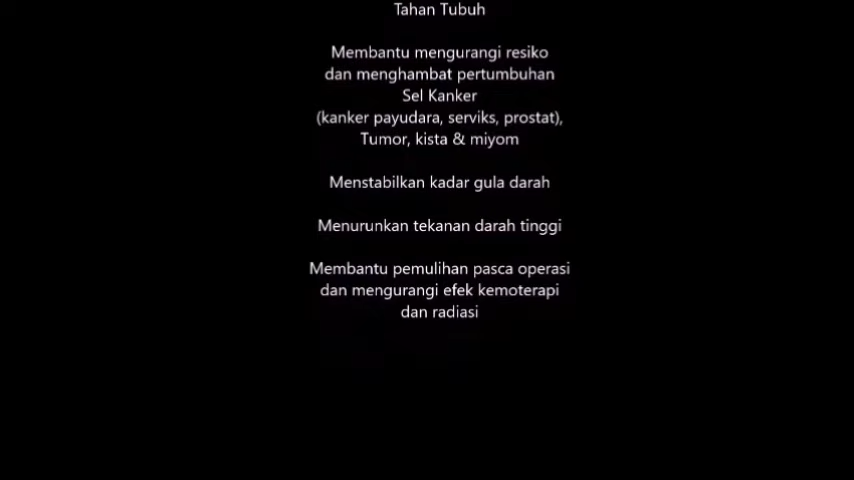 Tahan Tubuh
Membantu mengurangi resiko
dan menghambat pertumbuhan
Sel Kanker
(kanker payudara, serviks, prostat),
Tumor, kista & miyom
Menstabilkan kadar gula darah
Menurunkan tekanan darah tinggi
Membantu pemulihan pasca operasi
dan mengurangi efek kemoterapi
dan radiasi